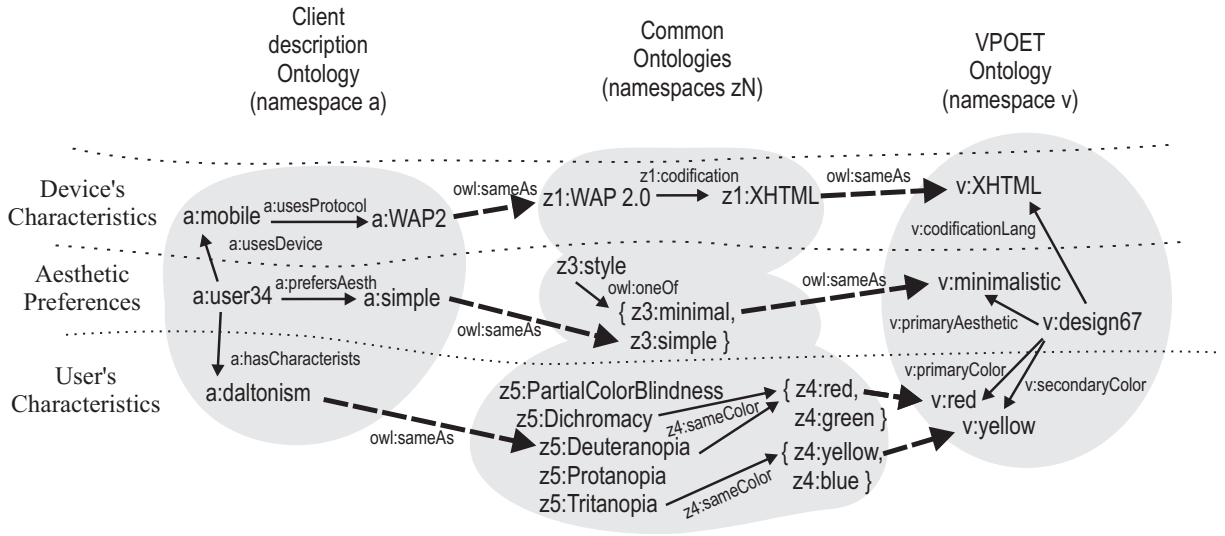 Client
description
Ontology
(namespace a)
Common
Ontologies
(namespaces zN)
VPOET
Ontology
(namespace v)
Device's
Characteristics
a:mobile
a:usesProtocol
a:WAP2
a:usesDevice
owl:sameAs
z1:WAP 2.0
z1:codification
z1:XHTML
owl:sameAs
v:XHTML
v:codificationLang
Aesthetic
Preferences
a:user34
a:prefersAesth
a:simple
owl:sameAs
z3:style
owl:oneOf
{ z3:minimal,
z3:simple }
owl:sameAs
v:minimalistic
v:primaryAesthetic
v:design67
User's
Characteristics
a:hasCharacterists
a:daltonism
owl:sameAs
z5:PartialColorBlindness
z5:Dichromacy
z5:Deuteranopia
z5:Protanopia
z5:Tritanopia
z4:sameColor
{ z4:red,
z4:green }
z4:sameColor
{ z4:yellow,
z4:blue }
v:primaryColor
v:secondaryColor
v:red
v:yellow